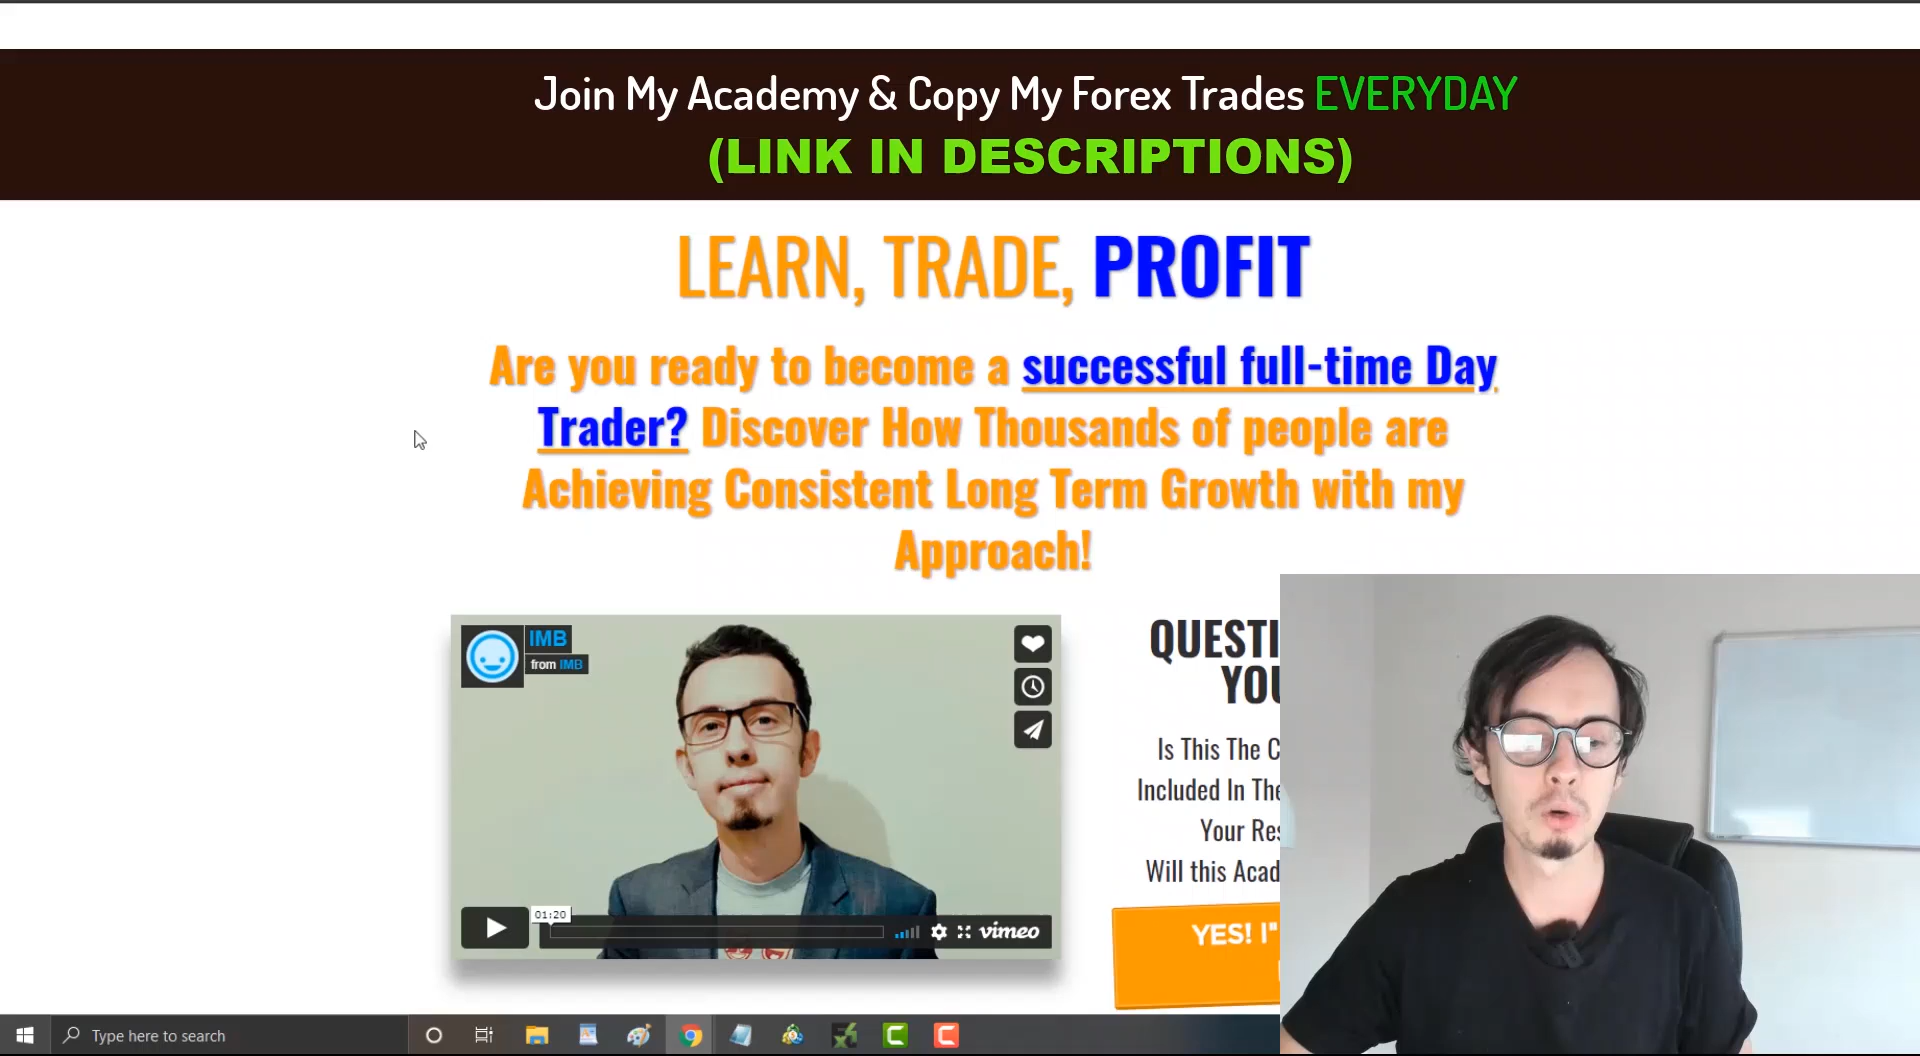 Join My Academy & Copy My Forex Trades EVERYDAY
(LINK IN DESCRIPTIONS)
LEARN, TRADE, PROFIT
Are you ready to become a successful full-time Day
Trader? Discover How Thousands of people are
Achieving Consistent Long Term Growth with my
Approach!
IMB
from IMB
01:20
vimeo
QUESTI
YOU
Is This The C
Included In The
Your Res
Will this Acad
YES! I'
Type here to search